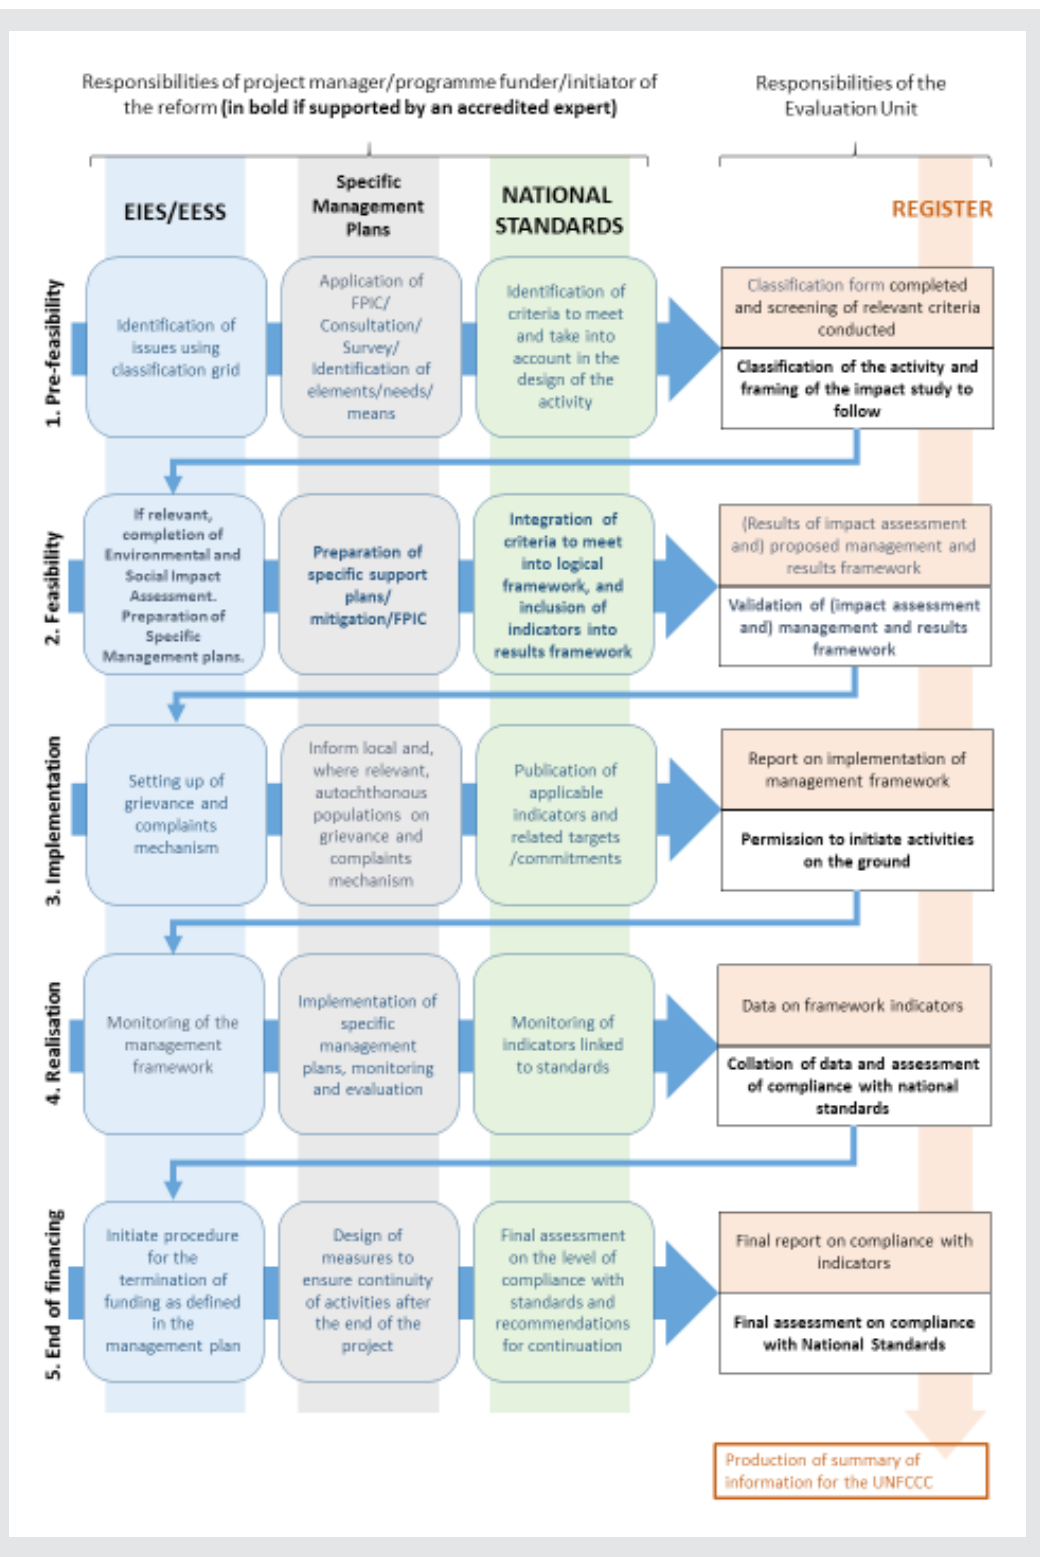 Responsibilities of project manager/programme funder/initiator of
the reform (in bold if supported by an accredited expert)
Responsibilities of the
Evaluation Unit
EIES/EESS
Specific
Management
Plans
NATIONAL
STANDARDS
REGISTER
1. Pre-feasibility
Identification of
issues using
classification grid
Application of
FPIC/
Consultation/
Survey/
Identification of
elements/needs/
means
Identification of
criteria to meet
and take into
account in the
design of the
activity
Classification form completed
and screening of relevant criteria
conducted
Classification of the activity and
framing of the impact study to
follow
2. Feasibility
If relevant,
completion of
Environmental and
Social Impact
Assessment.
Preparation of
Specific
Management plans.
Preparation of
specific support
plans/
mitigation/FPIC
Integration of
criteria to meet
into logical
framework, and
inclusion of
indicators into
results framework
(Results of impact assessment
and) proposed management and
results framework
Validation of (impact assessment
and) management and results
framework
3. Implementation
Setting up of
grievance and
complaints
mechanism
Inform local and,
where relevant,
autochthonous
populations on
grievance and
complaints
mechanism
Publication of
applicable
indicators and
related targets
/commitments
Report on implementation of
management framework
Permission to initiate activities
on the ground
4. Realisation
Monitoring of the
management
framework
Implementation of
specific
management
plans, monitoring
and evaluation
Monitoring of
indicators linked
to standards
Data on framework indicators
Collation of data and assessment
of compliance with national
standards
5. End of financing
Initiate procedure
for the
termination of
funding as defined
in the
management plan
Design of
measures to
ensure continuity
of activities after
the end of the
project
Final assessment
on the level of
compliance with
standards and
recommendations
for continuation
Final report on compliance with
indicators
Final assessment on compliance
with National Standards
Production of summary of
information for the UNFCCC